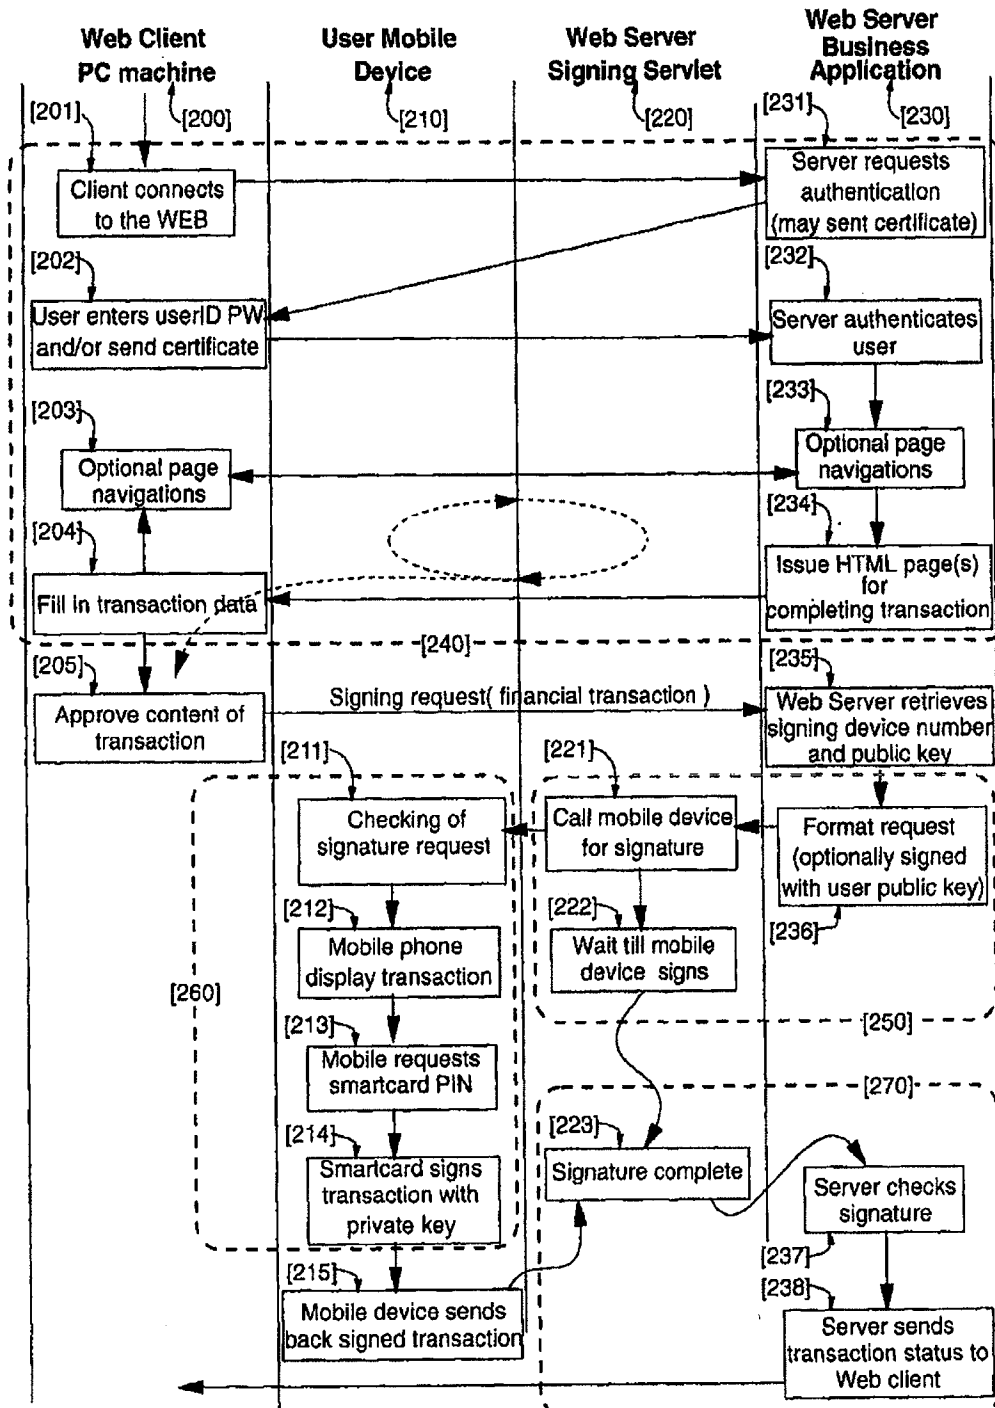 Web Client
PC machine
[200]
User Mobile
Device
[210]
Web Server
Signing Servlet
[220]
Web Server
Business
Application
[230]
[201]
Client connects
to the WEB
[231]
Server requests
authentication
(may sent certificate)
[202]
User enters userID PW
and/or send certificate
[232]
Server authenticates
user
[203]
Optional page
navigations
[233]
Optional page
navigations
[204]
Fill in transaction data
[234]
Issue HTML page(s)
for
completing transaction
[240]
[205]
Approve content of
transaction
Signing request( financial transaction )
[235]
Web Server retrieves
signing device number
and public key
[211]
Checking of
signature request
[221]
Call mobile device
for signature
Format request
(optionally signed
with user public key)
[236]
[212]
Mobile phone
display transaction
[222]
Wait till mobile
device signs
[260]
[250]
[213]
Mobile requests
smartcard PIN
[270]
[214]
Smartcard signs
transaction with
private key
[223]
Signature complete
Server checks
signature
[237]
[215]
Mobile device sends
back signed transaction
[238]
Server sends
transaction status to
Web client